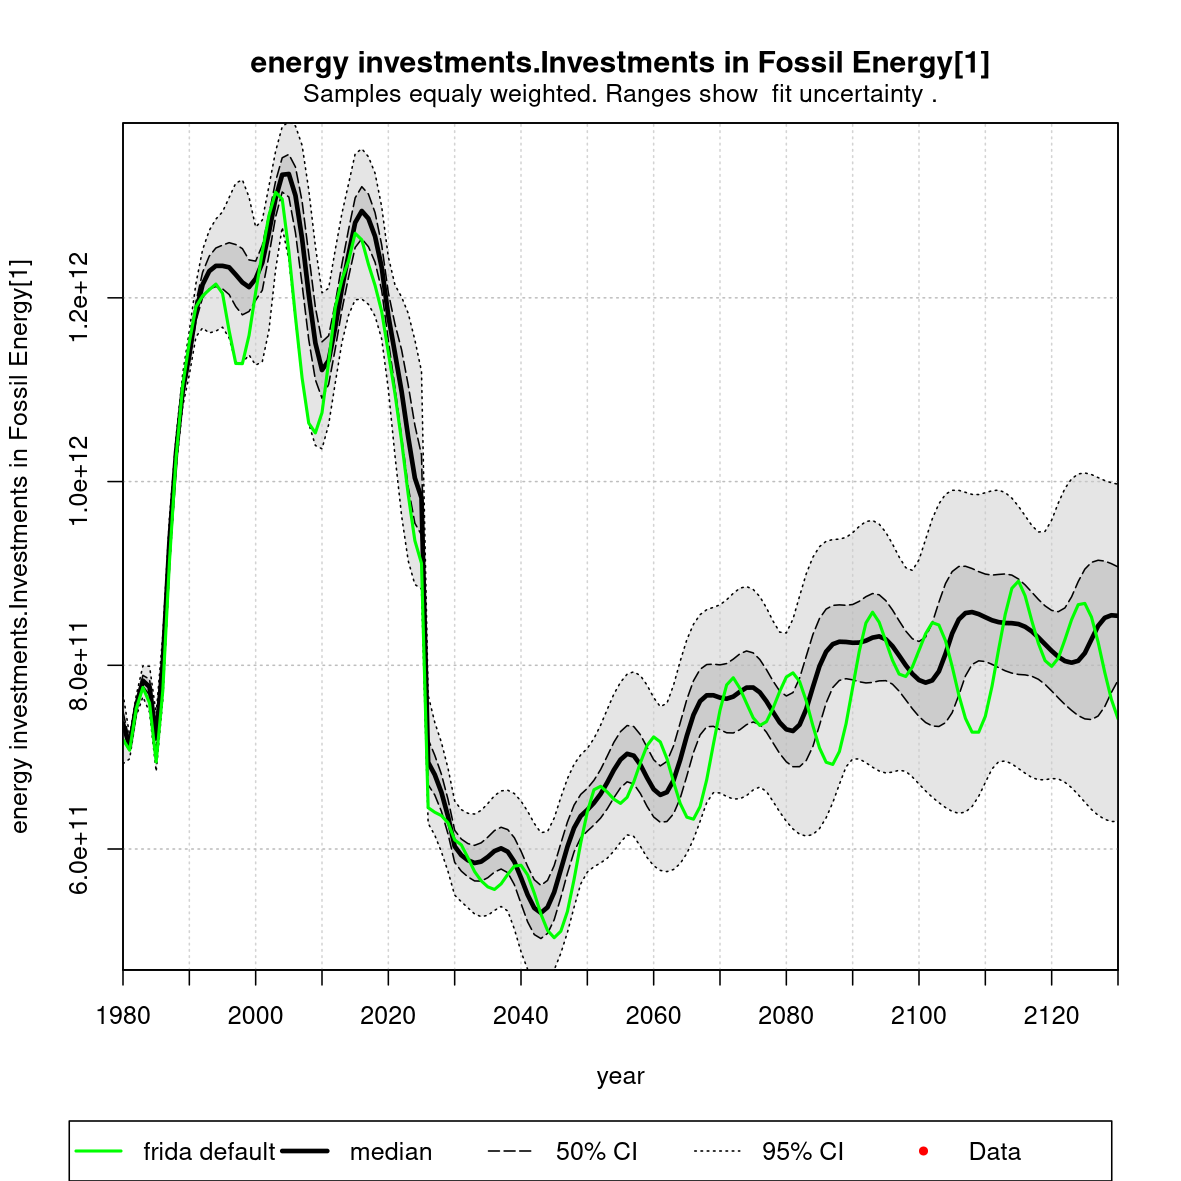 energy investments.Investments in Fossil Energy[1]
Samples equaly weighted. Ranges show  fit uncertainty .
energy investments.Investments in Fossil Energy[1]
1.2e+12
1.0e+12
8.0e+11
6.0e+11
1980 2000 2020 2040 2060 2080 2100 2120
year
frida default median 50% CI 95% CI Data